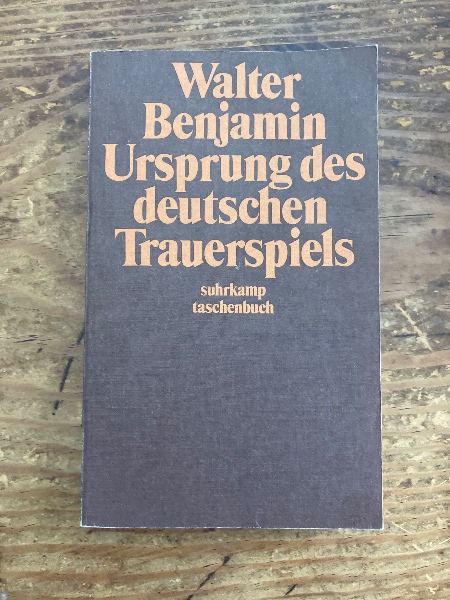 Walter
Benjamin
Ursprung des
deutschen
Trauerspiels
suhrkamp
taschenbuch